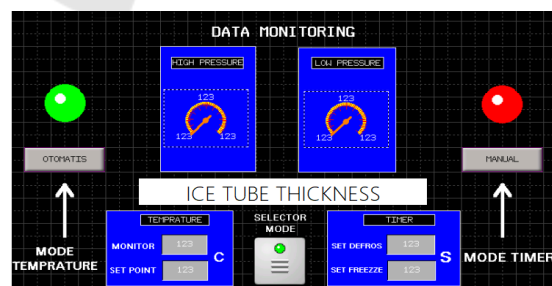 DATA MONITORING
HIGH PRESSURE
LOW PRESSURE
123
123
123 123
123 123
OTOMATIS
MANUAL
ICE TUBE THICKNESS
TEMPRATURE
SELECTOR MODE
TIMER
MONITOR 123
SET POINT 123
C
SET DEFROS 123
SET FREEZZE 123
S
MODE TEMPRATURE
MODE TIMER